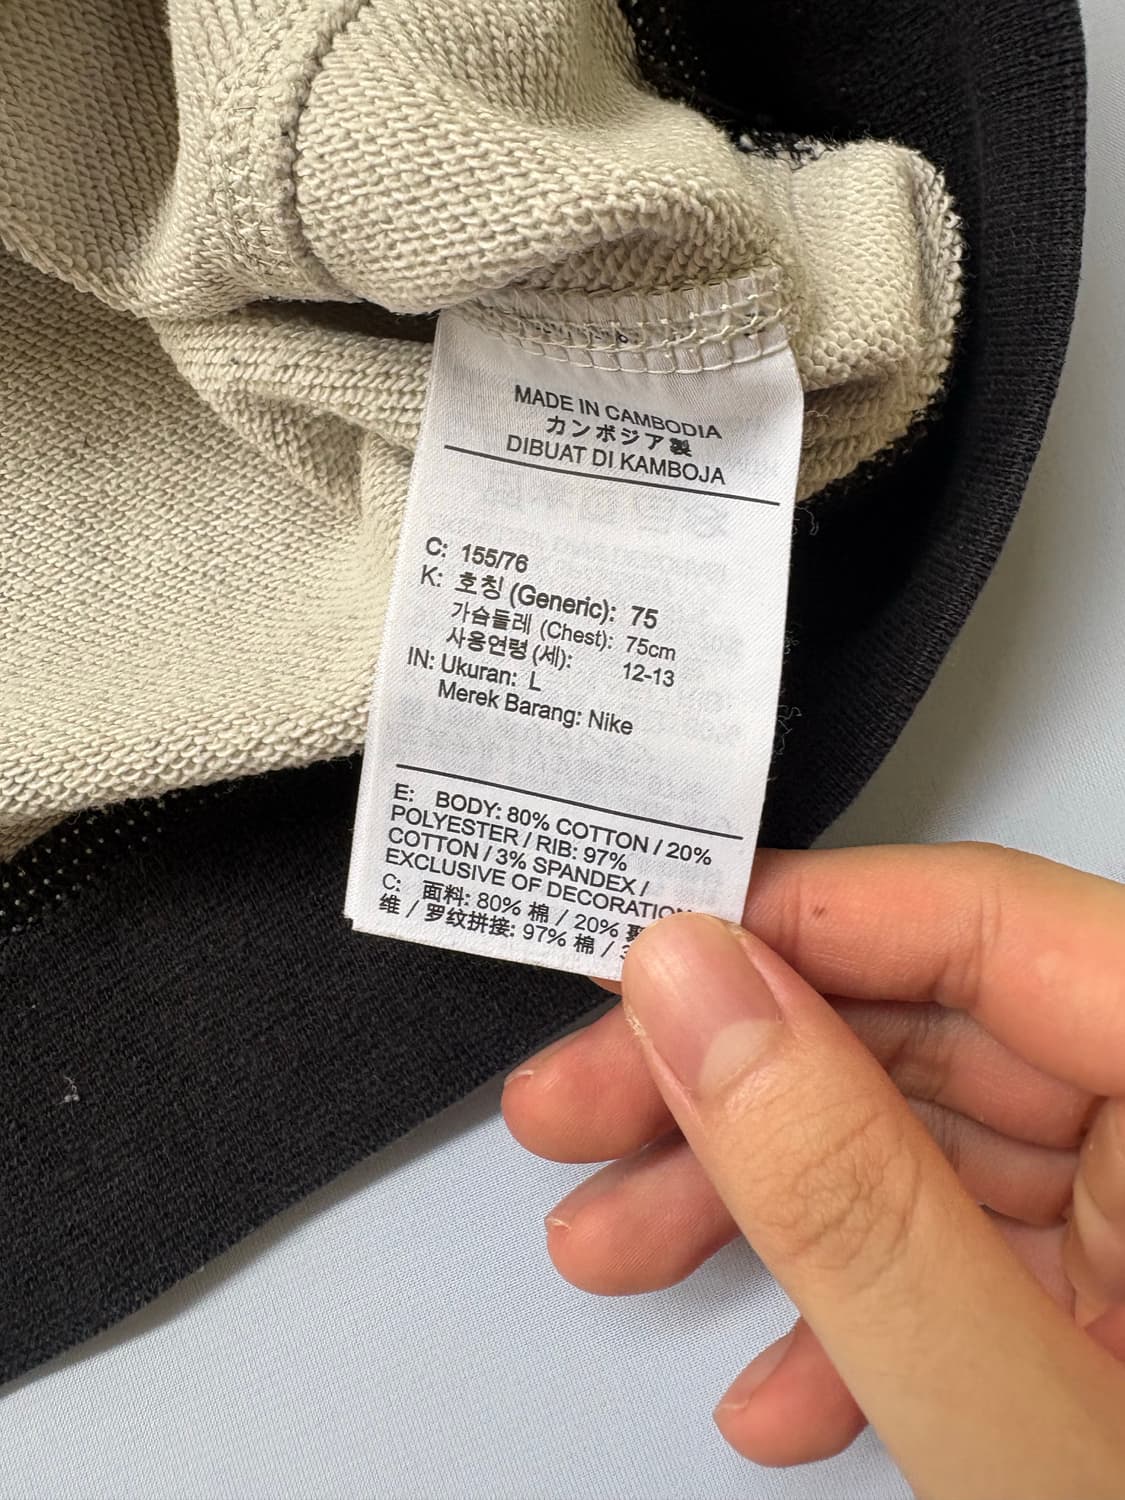 MADE IN CAMBODIA
カンボジア製
DIBUAT DI KAMBOJA
C: 155/76
K: 호칭 (Generic): 75
가슴둘레 (Chest): 75cm
사용연령 (세): 12-13
IN: Ukuran: L
Merek Barang: Nike
E: BODY: 80% COTTON / 20%
POLYESTER / RIB: 97%
COTTON / 3% SPANDEX /
EXCLUSIVE OF DECORATION
C: 面料: 80% 棉 / 20%
维 / 罗纹拼接: 97% 棉 /